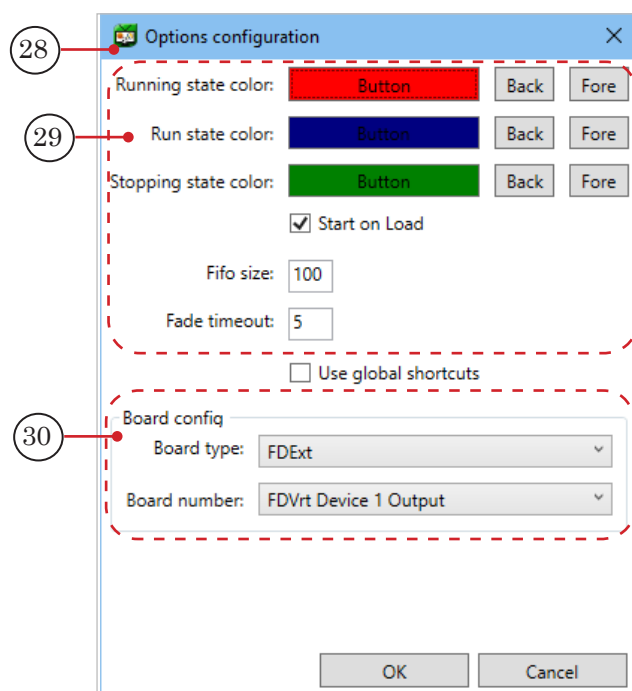 28
Options configuration
Running state color: Button Back Fore
29
Run state color: Button Back Fore
Stopping state color: Button Back Fore
Start on Load
Fifo size: 100
Fade timeout: 5
Use global shortcuts
Board config
30
Board type: FDExt
Board number: FDVrt Device 1 Output
OK Cancel